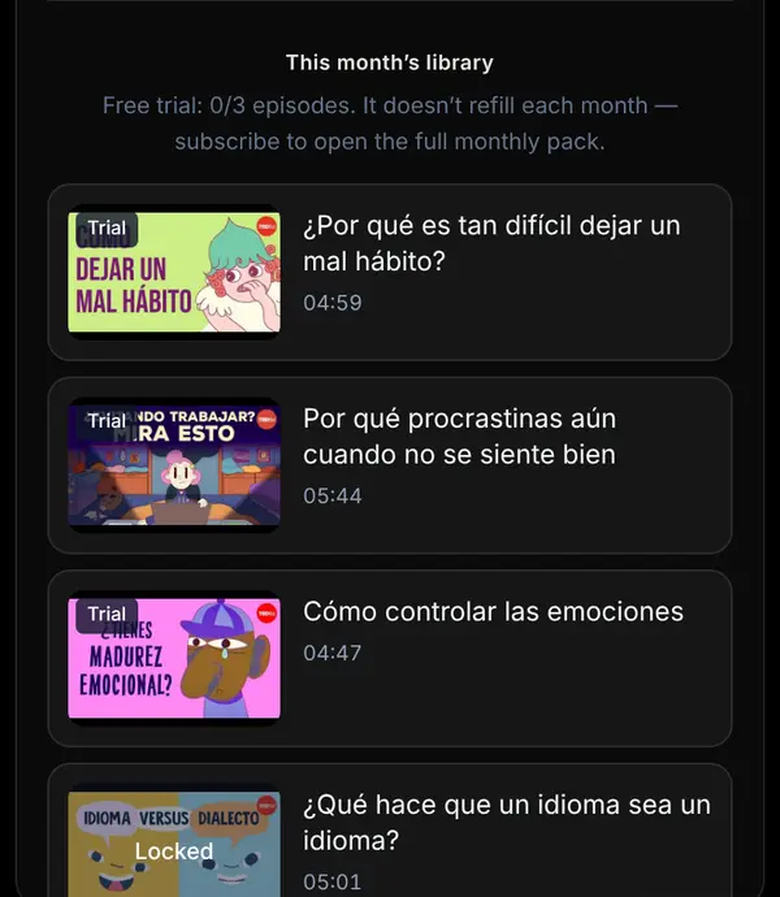 This month’s library
Free trial: 0/3 episodes. It doesn’t refill each month —
subscribe to open the full monthly pack.
Trial
DEJAR UN
MAL HÁBITO
¿Por qué es tan difícil dejar un
mal hábito?
04:59
Trial
TRABAJAR?
MIRA ESTO
Por qué procrastinas aún
cuando no se siente bien
05:44
Trial
¿TIENES
MADUREZ
EMOCIONAL?
Cómo controlar las emociones
04:47
IDIOMA VERSUS DIALECTO
Locked
¿Qué hace que un idioma sea un
idioma?
05:01